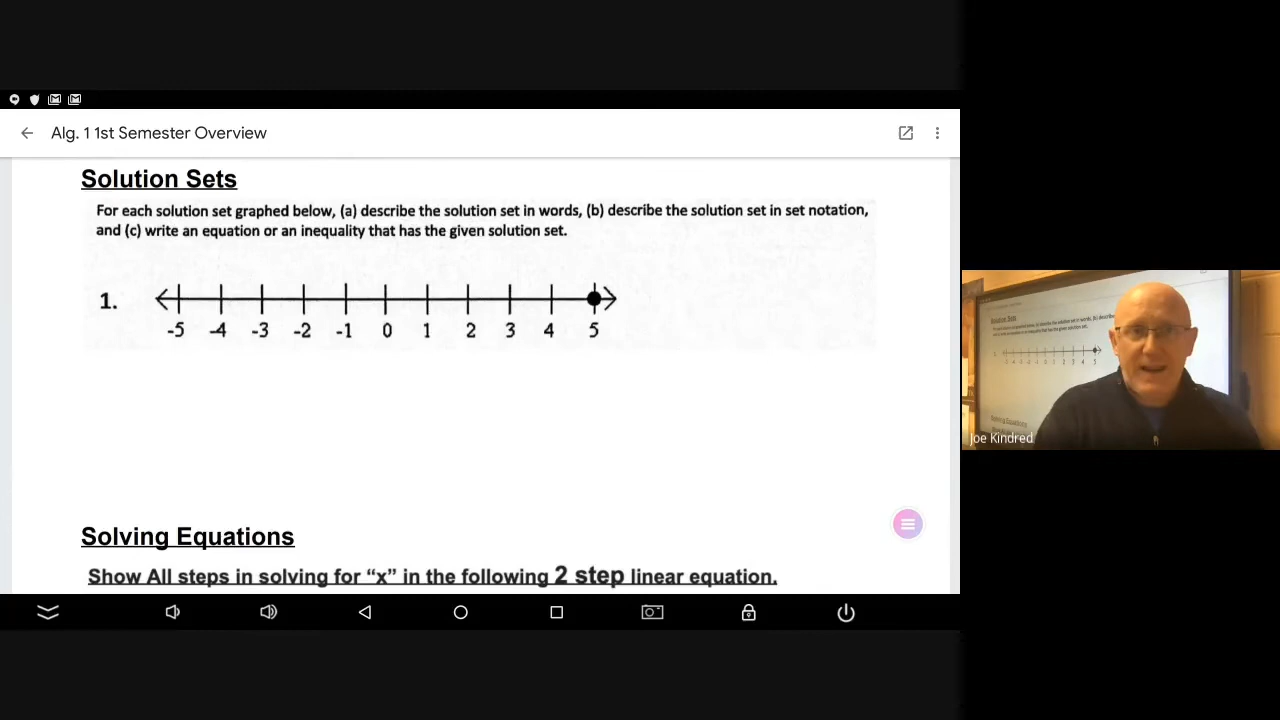 Alg. 1 1st Semester Overview
Solution Sets
For each solution set graphed below, (a) describe the solution set in words, (b) describe the solution set in set notation,
and (c) write an equation or an inequality that has the given solution set.
1.
-5 -4 -3 -2 -1 0 1 2 3 4 5
Joe Kindred
Solving Equations
Show All steps in solving for “x” in the following 2 step linear equation.